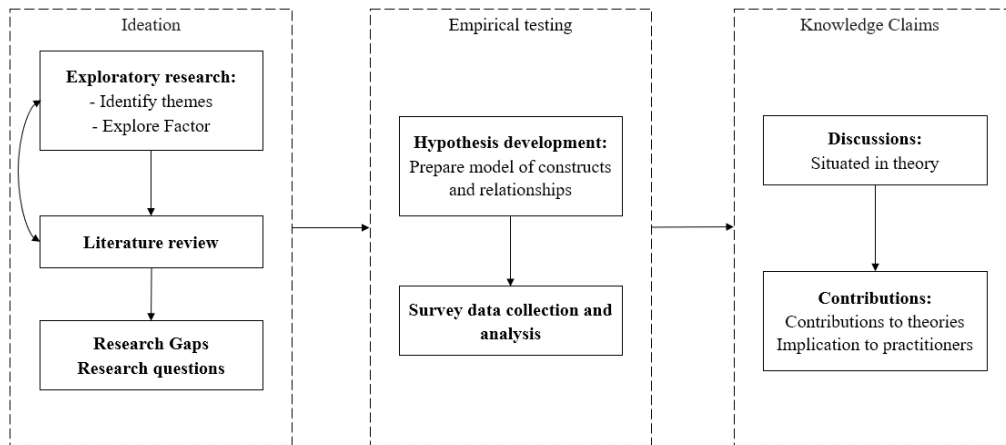 Ideation
Exploratory research:
- Identify themes
- Explore Factor
Literature review
Research Gaps
Research questions
Empirical testing
Hypothesis development:
Prepare model of constructs
and relationships
Survey data collection and
analysis
Knowledge Claims
Discussions:
Situated in theory
Contributions:
Contributions to theories
Implication to practitioners